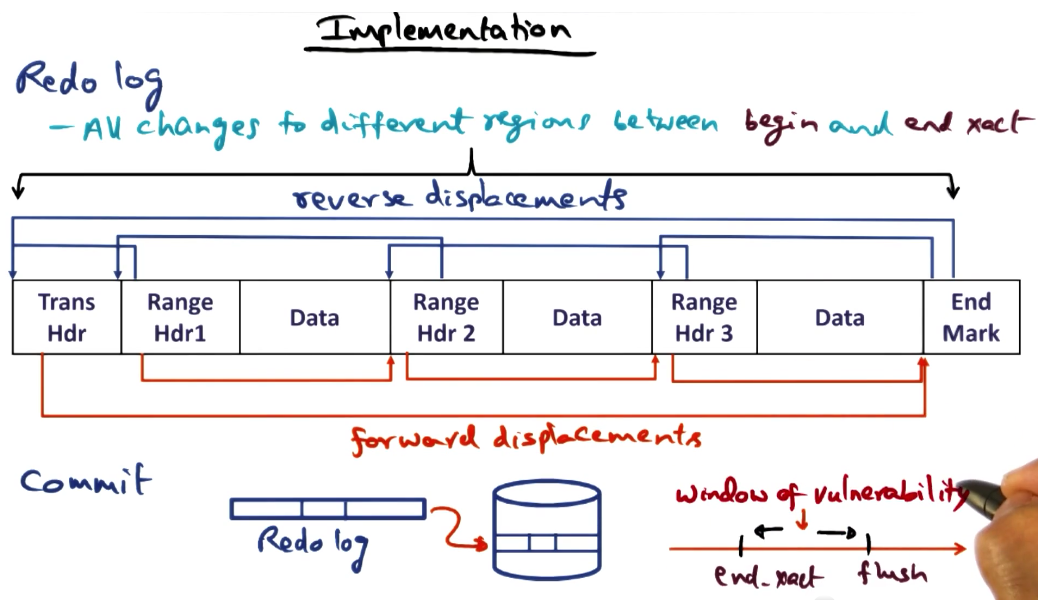 Implementation
Redo log
- All changes to different regions between begin and end xact
reverse displacements
Trans Hdr
Range Hdr1
Data
Range Hdr 2
Data
Range Hdr 3
Data
End Mark
forward displacements
Commit
Redo log
window of vulnerability
end_xact
flush